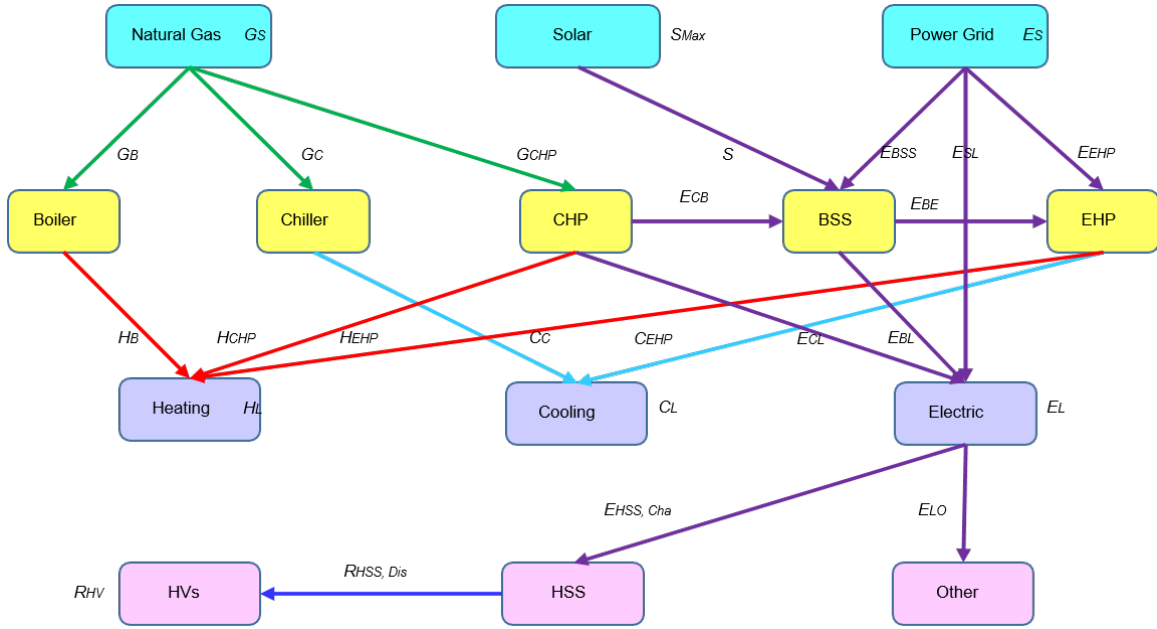 Natural Gas GS
Solar SMax
Power Grid ES
GB GC GCHP S EBSS ESL EEHP
Boiler Chiller CHP ECB BSS EBE EHP
HB HCHP HEHP CC CEHP ECL EBL
Heating HL
Cooling CL
Electric EL
EHSS, Cha ELO
RHV HVs RHSS, Dis HSS Other